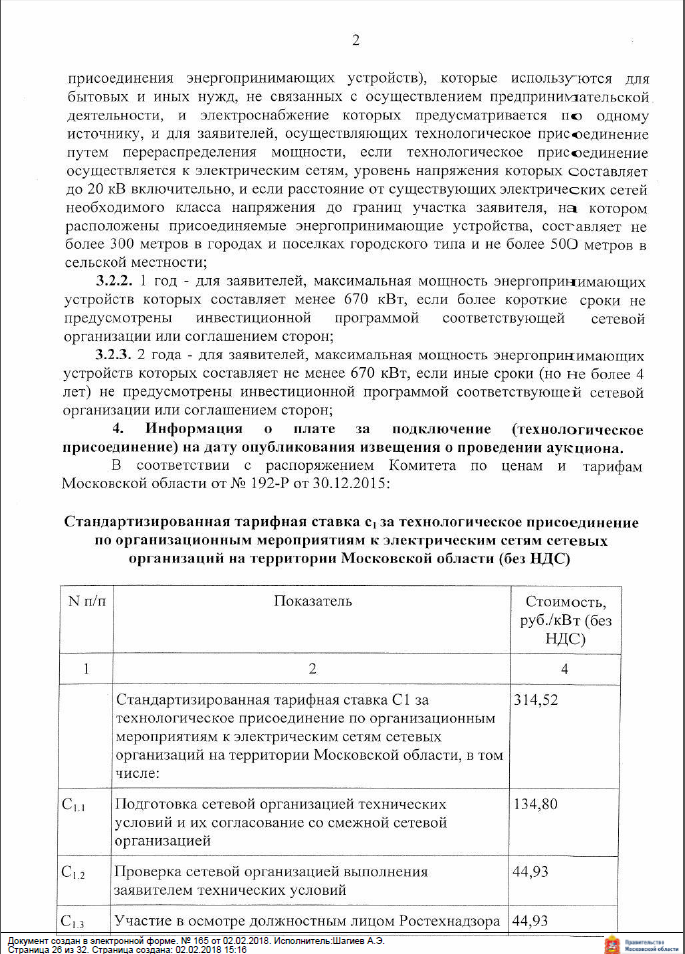 2
присоединения энергопринимающих устройств), которые используются для
бытовых и иных нужд, не связанных с осуществлением предпринимательской
деятельности, и электроснабжение которых предусматривается по одному
источнику, и для заявителей, осуществляющих технологическое присоединение
путем перераспределения мощности, если технологическое присоединение
осуществляется к электрическим сетям, уровень напряжения которых составляет
до 20 кВ включительно, и если расстояние от существующих электрических сетей
необходимого класса напряжения до границ участка заявителя, на котором
расположены присоединяемые энергопринимающие устройства, составляет не
более 300 метров в городах и поселках городского типа и не более 500 метров в
сельской местности;
3.2.2. 1 год - для заявителей, максимальная мощность энергопринимающих
устройств которых составляет менее 670 кВт, если более короткие сроки не
предусмотрены инвестиционной программой соответствующей сетевой
организации или соглашением сторон;
3.2.3. 2 года - для заявителей, максимальная мощность энергопринимающих
устройств которых составляет не менее 670 кВт, если иные сроки (но не более 4
лет) не предусмотрены инвестиционной программой соответствующей сетевой
организации или соглашением сторон;
4. Информация о плате за подключение (технологическое
присоединение) на дату опубликования извещения о проведении аукциона.
В соответствии с распоряжением Комитета по ценам и тарифам
Московской области от № 192-Р от 30.12.2015:
Стандартизированная тарифная ставка с₁ за технологическое присоединение
по организационным мероприятиям к электрическим сетям сетевых
организаций на территории Московской области (без НДС)
N п/п Показатель Стоимость,
руб./кВт (без
НДС)
1 2 4
Стандартизированная тарифная ставка С1 за 314,52
технологическое присоединение по организационным
мероприятиям к электрическим сетям сетевых
организаций на территории Московской области, в том
числе:
С₁.₁ Подготовка сетевой организацией технических 134,80
условий и их согласование со смежной сетевой
организацией
С₁.₂ Проверка сетевой организацией выполнения 44,93
заявителем технических условий
С₁.₃ Участие в осмотре должностным лицом Ростехнадзора 44,93
Документ создан в электронной форме. № 165 от 02.02.2018. Исполнитель:Шагиев А.Э.
Страница 26 из 32. Страница создана: 02.02.2018 15:16
Правительство
Московской области